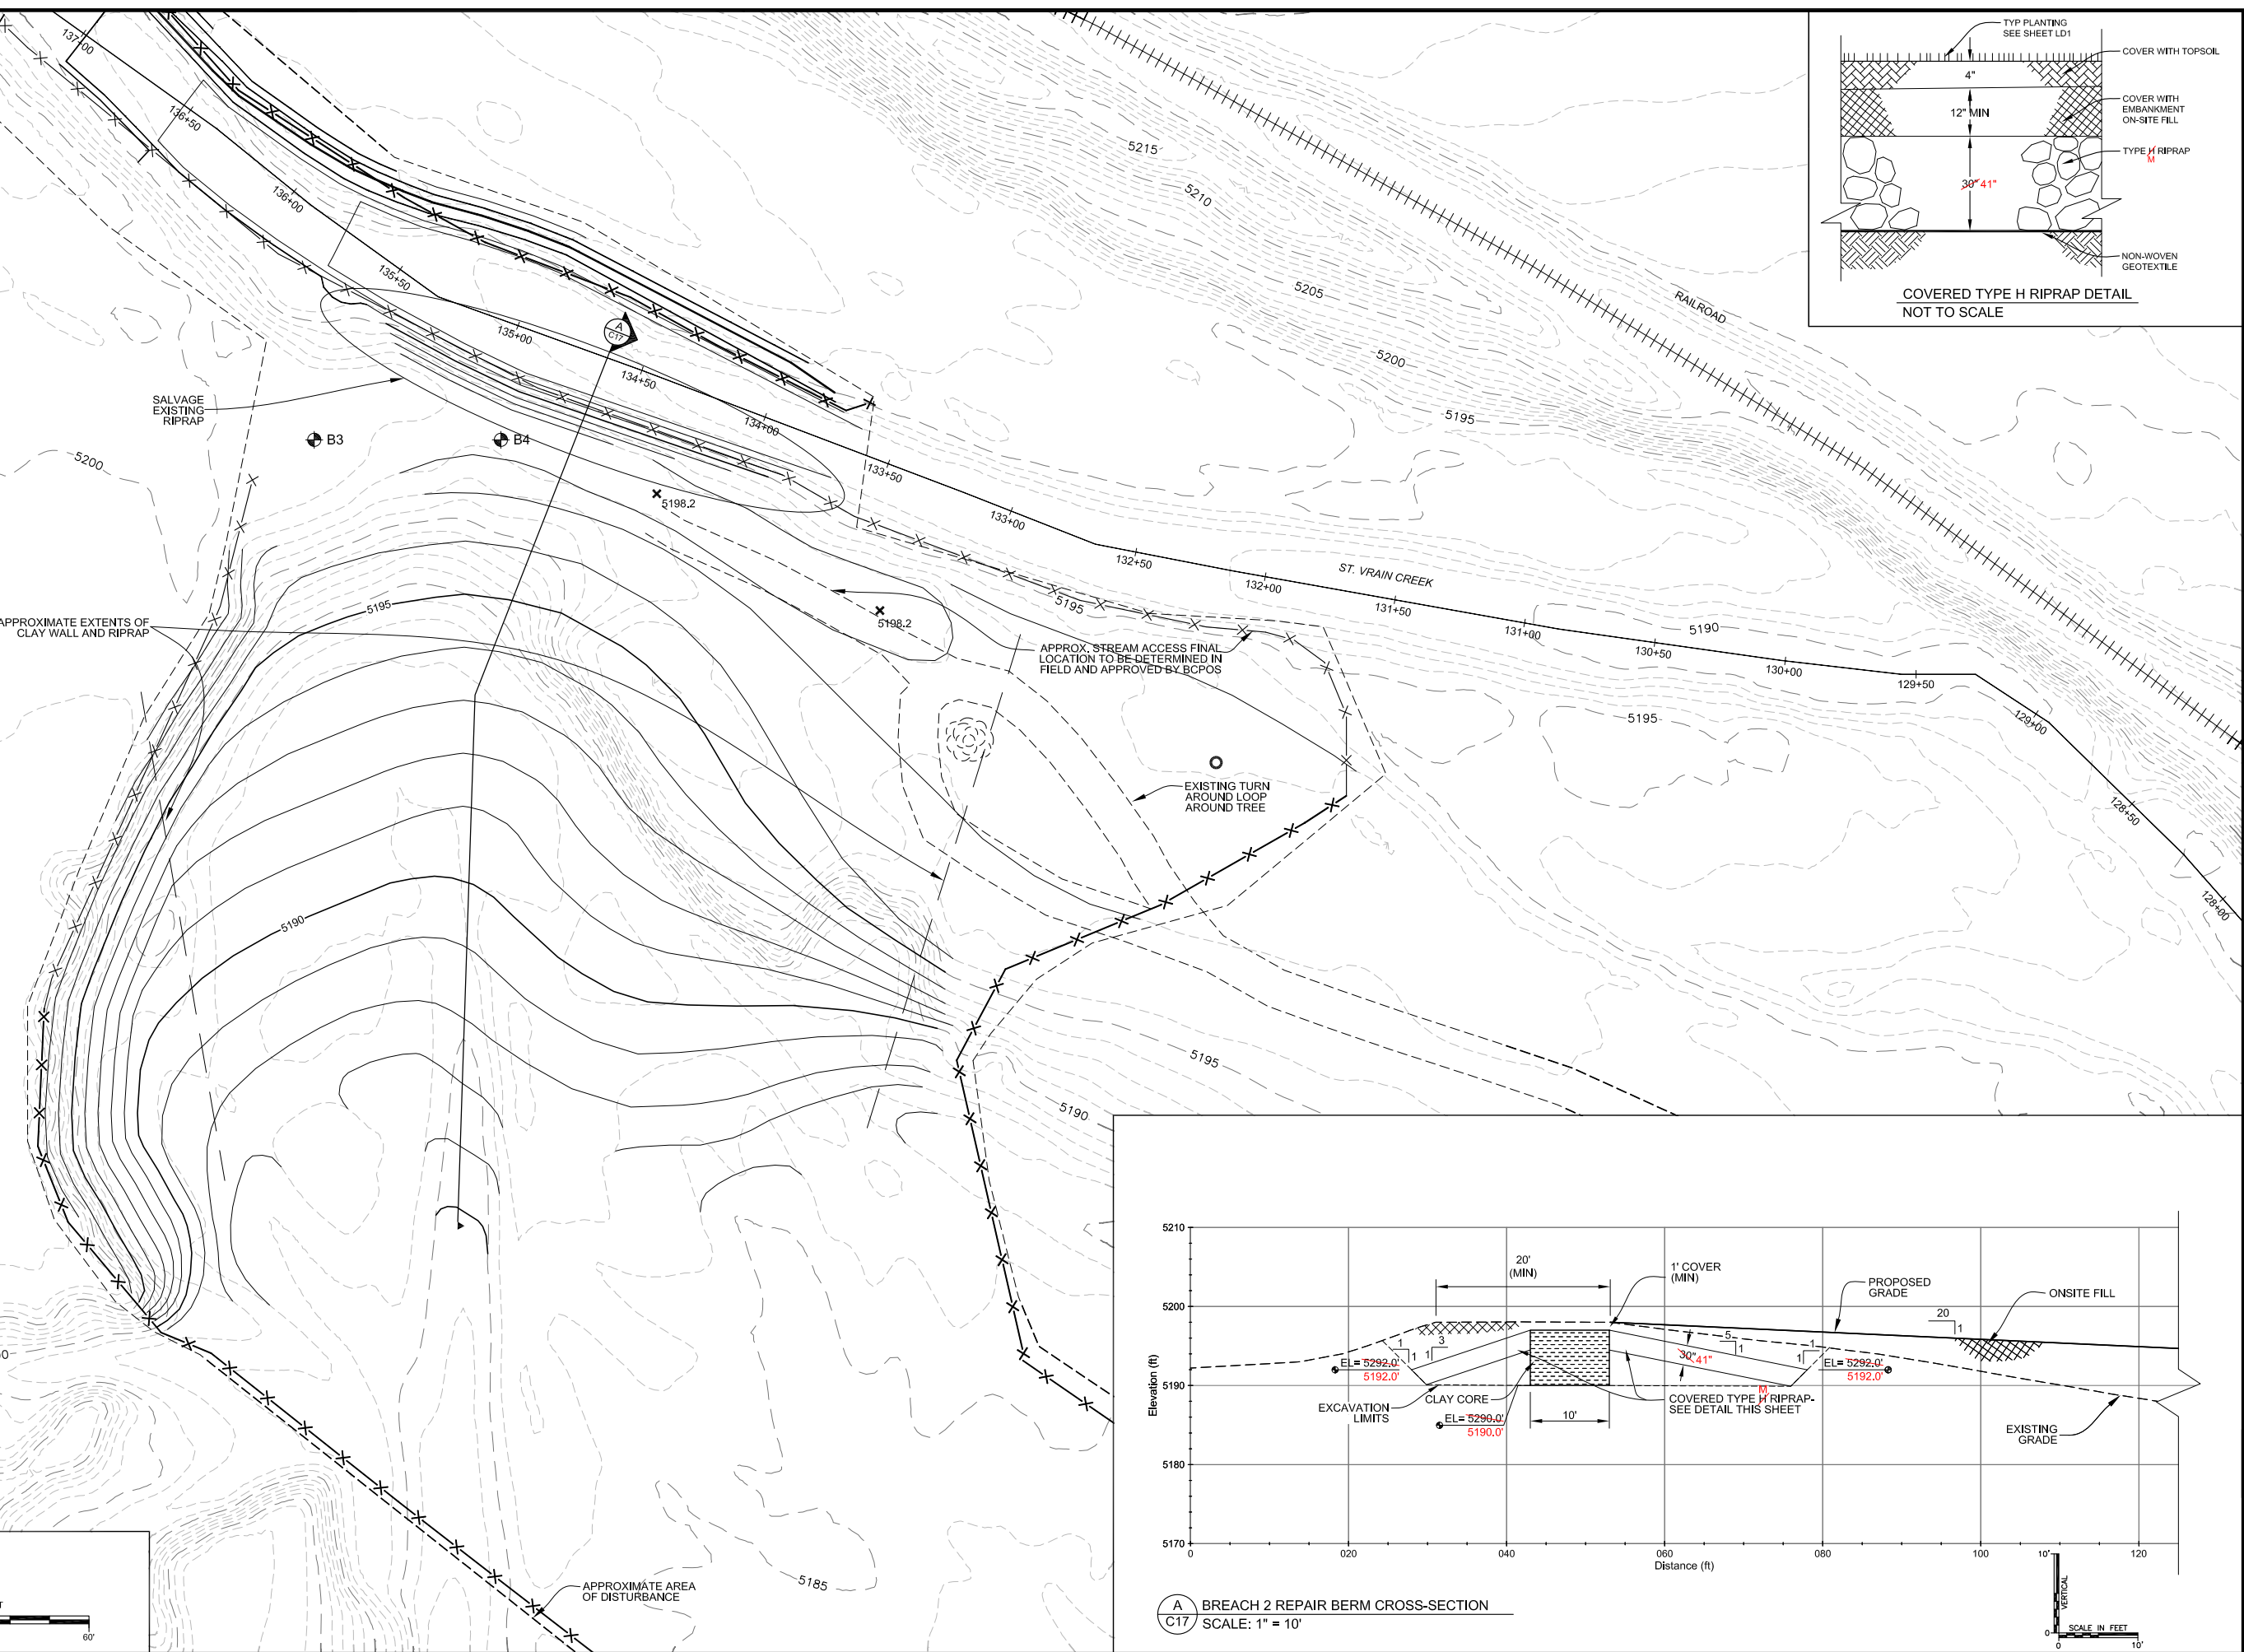 TYP PLANTING
SEE SHEET LD1
COVER WITH TOPSOIL
4"
COVER WITH
EMBANKMENT
ON-SITE FILL
12" MIN
TYPE H RIPRAP
M
30" 41"
NON-WOVEN
GEOTEXTILE
COVERED TYPE H RIPRAP DETAIL
NOT TO SCALE
137+00
136+50
136+00
135+50
135+00
134+50
134+00
133+50
133+00
132+50
132+00
131+50
131+00
130+50
130+00
129+50
129+00
128+50
128+00
5215
5210
5205
5200
5195
RAILROAD
A
C17
SALVAGE
EXISTING
RIPRAP
B3
B4
5200
5198.2
5198.2
ST. VRAIN CREEK
5195
5190
5195
5195
APPROXIMATE EXTENTS OF
CLAY WALL AND RIPRAP
APPROX. STREAM ACCESS FINAL
LOCATION TO BE DETERMINED IN
FIELD AND APPROVED BY BCPOS
EXISTING TURN
AROUND LOOP
AROUND TREE
5190
5195
5190
5185
APPROXIMATE AREA
OF DISTURBANCE
60'
Elevation (ft)
5210
5200
5190
5180
5170
20'
(MIN)
1' COVER
(MIN)
PROPOSED
GRADE
ONSITE FILL
20
1
1
1
3
1
5
1
1
1
30" 41"
EL= 5292.0'
5192.0'
EL= 5292.0'
5192.0'
CLAY CORE
EXCAVATION
LIMITS
EL= 5290.0'
5190.0'
10'
M
COVERED TYPE H RIPRAP-
SEE DETAIL THIS SHEET
EXISTING
GRADE
0 020 040 060 080 100 120
Distance (ft)
A
C17
BREACH 2 REPAIR BERM CROSS-SECTION
SCALE: 1" = 10'
10'
VERTICAL
0
SCALE IN FEET
0 10'